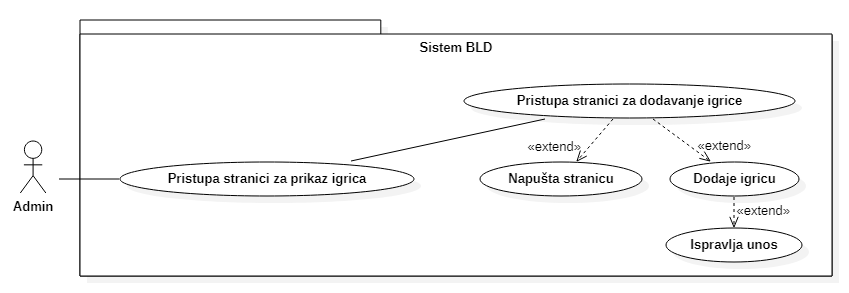 Sistem BLD
Pristupa stranici za dodavanje igrice
«extend»
«extend»
Pristupa stranici za prikaz igrica
Napušta stranicu
Dodaje igricu
Admin
«extend»
Ispravlja unos